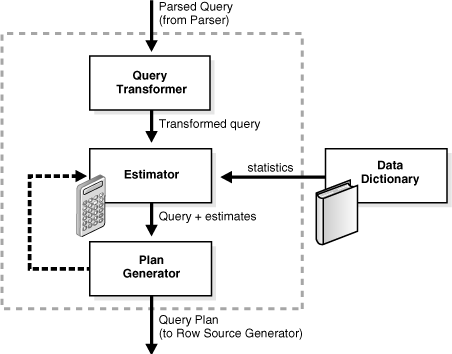 Parsed Query
(from Parser)
Query
Transformer
Transformed query
Estimator
statistics
Data
Dictionary
Query + estimates
Plan
Generator
Query Plan
(to Row Source Generator)